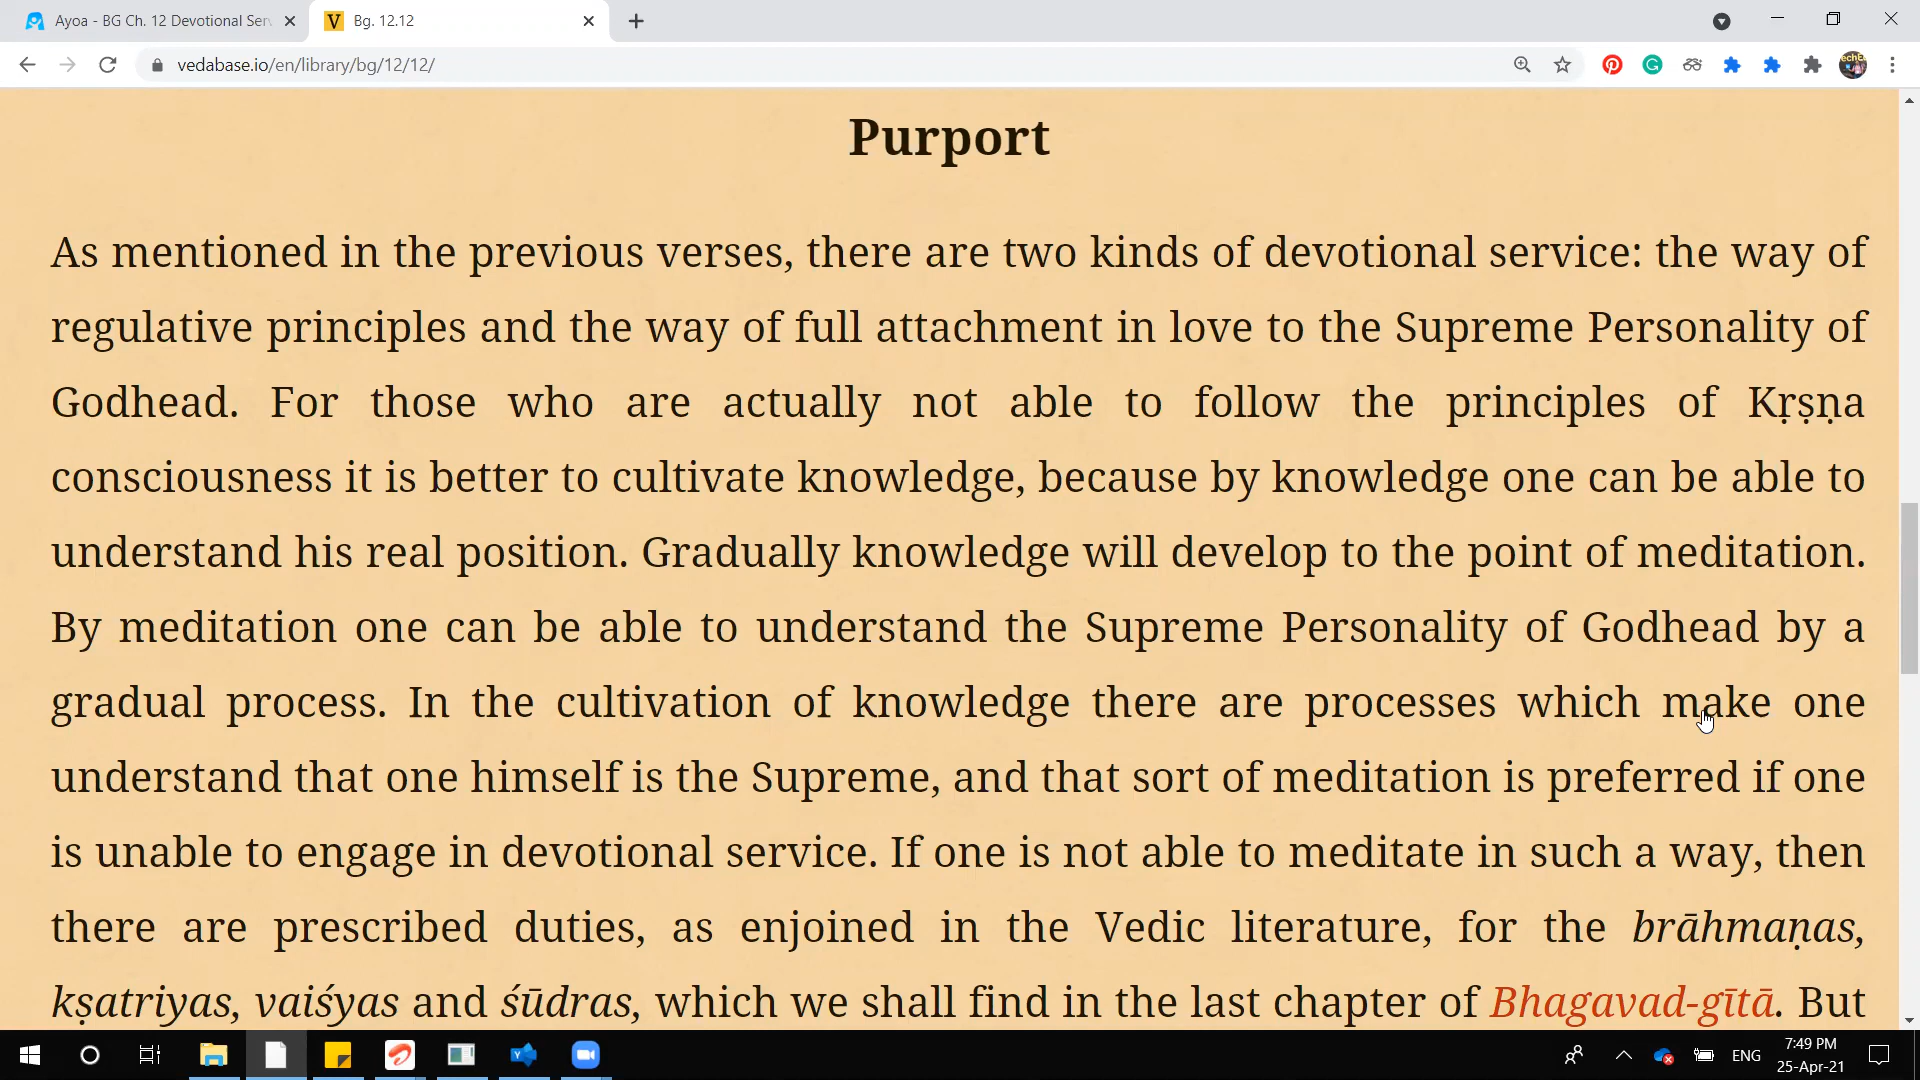 Ayoa - BG Ch. 12 Devotional Ser
Bg. 12.12
vedabase.io/en/library/bg/12/12/
Purport
As mentioned in the previous verses, there are two kinds of devotional service: the way of
regulative principles and the way of full attachment in love to the Supreme Personality of
Godhead. For those who are actually not able to follow the principles of Kṛṣṇa
consciousness it is better to cultivate knowledge, because by knowledge one can be able to
understand his real position. Gradually knowledge will develop to the point of meditation.
By meditation one can be able to understand the Supreme Personality of Godhead by a
gradual process. In the cultivation of knowledge there are processes which make one
understand that one himself is the Supreme, and that sort of meditation is preferred if one
is unable to engage in devotional service. If one is not able to meditate in such a way, then
there are prescribed duties, as enjoined in the Vedic literature, for the brāhmaṇas,
kṣatriyas, vaiśyas and śūdras, which we shall find in the last chapter of Bhagavad-gītā. But
ENG
7:49 PM
25-Apr-21